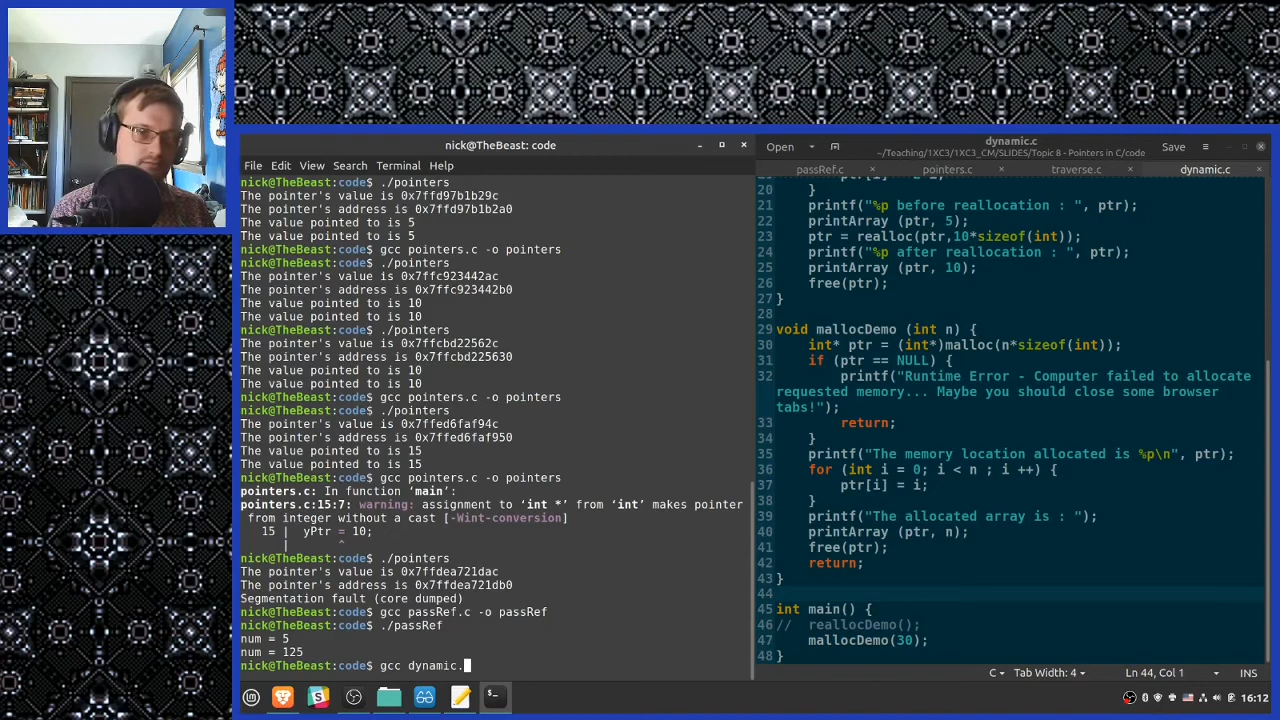 nick@TheBeast: code
File Edit View Search Terminal Help
nick@TheBeast:code$ ./pointers
The pointer's value is 0x7ffd97b1b29c
The pointer's address is 0x7ffd97b1b2a0
The value pointed to is 5
The value pointed to is 5
nick@TheBeast:code$ gcc pointers.c -o pointers
nick@TheBeast:code$ ./pointers
The pointer's value is 0x7ffc923442ac
The pointer's address is 0x7ffc923442b0
The value pointed to is 10
The value pointed to is 10
nick@TheBeast:code$ ./pointers
The pointer's value is 0x7ffcbd22562c
The pointer's address is 0x7ffcbd225630
The value pointed to is 10
The value pointed to is 10
nick@TheBeast:code$ gcc pointers.c -o pointers
nick@TheBeast:code$ ./pointers
The pointer's value is 0x7ffed6faf94c
The pointer's address is 0x7ffed6faf950
The value pointed to is 15
The value pointed to is 15
nick@TheBeast:code$ gcc pointers.c -o pointers
pointers.c: In function ‘main’:
pointers.c:15:7: warning: assignment to ‘int *’ from ‘int’ makes pointer
from integer without a cast [-Wint-conversion]
15 | yPtr = 10;
| ^
nick@TheBeast:code$ ./pointers
The pointer's value is 0x7ffdea721dac
The pointer's address is 0x7ffdea721db0
Segmentation fault (core dumped)
nick@TheBeast:code$ gcc passRef.c -o passRef
nick@TheBeast:code$ ./passRef
num = 5
num = 125
nick@TheBeast:code$ gcc dynamic.
Open dynamic.c Save
~/Teaching/1XC3/1XC3_CM/SLIDES/Topic 8 - Pointers in C/code
passRef.c pointers.c traverse.c dynamic.c
20 }
21 printf("%p before reallocation : ", ptr);
22 printArray (ptr, 5);
23 ptr = realloc(ptr,10*sizeof(int));
24 printf("%p after reallocation : ", ptr);
25 printArray (ptr, 10);
26 free(ptr);
27 }
28
29 void mallocDemo (int n) {
30 int* ptr = (int*)malloc(n*sizeof(int));
31 if (ptr == NULL) {
32 printf("Runtime Error - Computer failed to allocate
requested memory... Maybe you should close some browser
tabs!");
33 return;
34 }
35 printf("The memory location allocated is %p\n", ptr);
36 for (int i = 0; i < n ; i ++) {
37 ptr[i] = i;
38 }
39 printf("The allocated array is : ");
40 printArray (ptr, n);
41 free(ptr);
42 return;
43 }
44
45 int main() {
46 // reallocDemo();
47 mallocDemo(30);
48 }
C Tab Width: 4 Ln 44, Col 1 INS
16:12